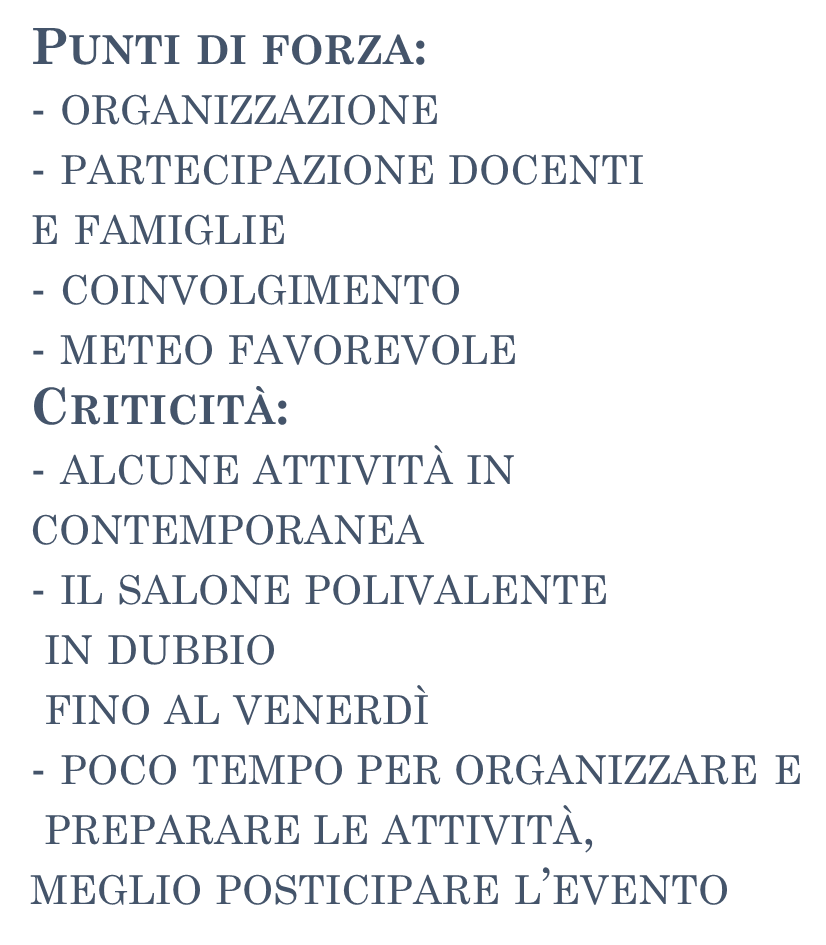 Punti di forza:
- organizzazione
- partecipazione docenti
e famiglie
- coinvolgimento
- meteo favorevole
Criticità:
- alcune attività in
contemporanea
- il salone polivalente
in dubbio
fino al venerdì
- poco tempo per organizzare e
preparare le attività,
meglio posticipare l’evento